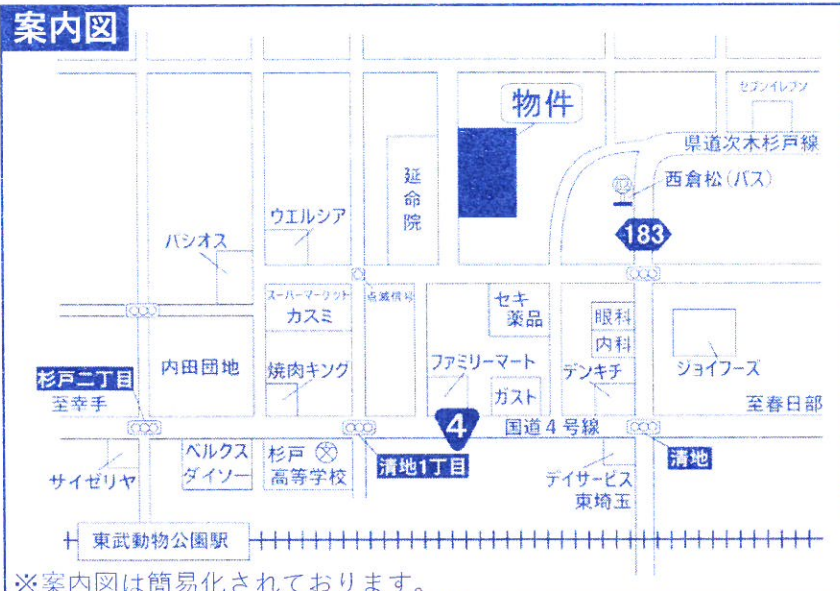 案内図
セブンイレブン
物件
県道次木杉戸線
延命院
西倉松(バス)
ウエルシア
183
パシオス
スーパーマーケット
カスミ
点滅信号
セキ
薬品
眼科
内科
内田団地
焼肉キング
ファミリーマート
デンキチ
ジョイフーズ
杉戸二丁目
至幸手
ガスト
至春日部
4
国道4号線
ベルクス
ダイソー
杉戸
高等学校
清地1丁目
清地
サイゼリヤ
デイサービス
東埼玉
東武動物公園駅
※案内図は簡易化されております。